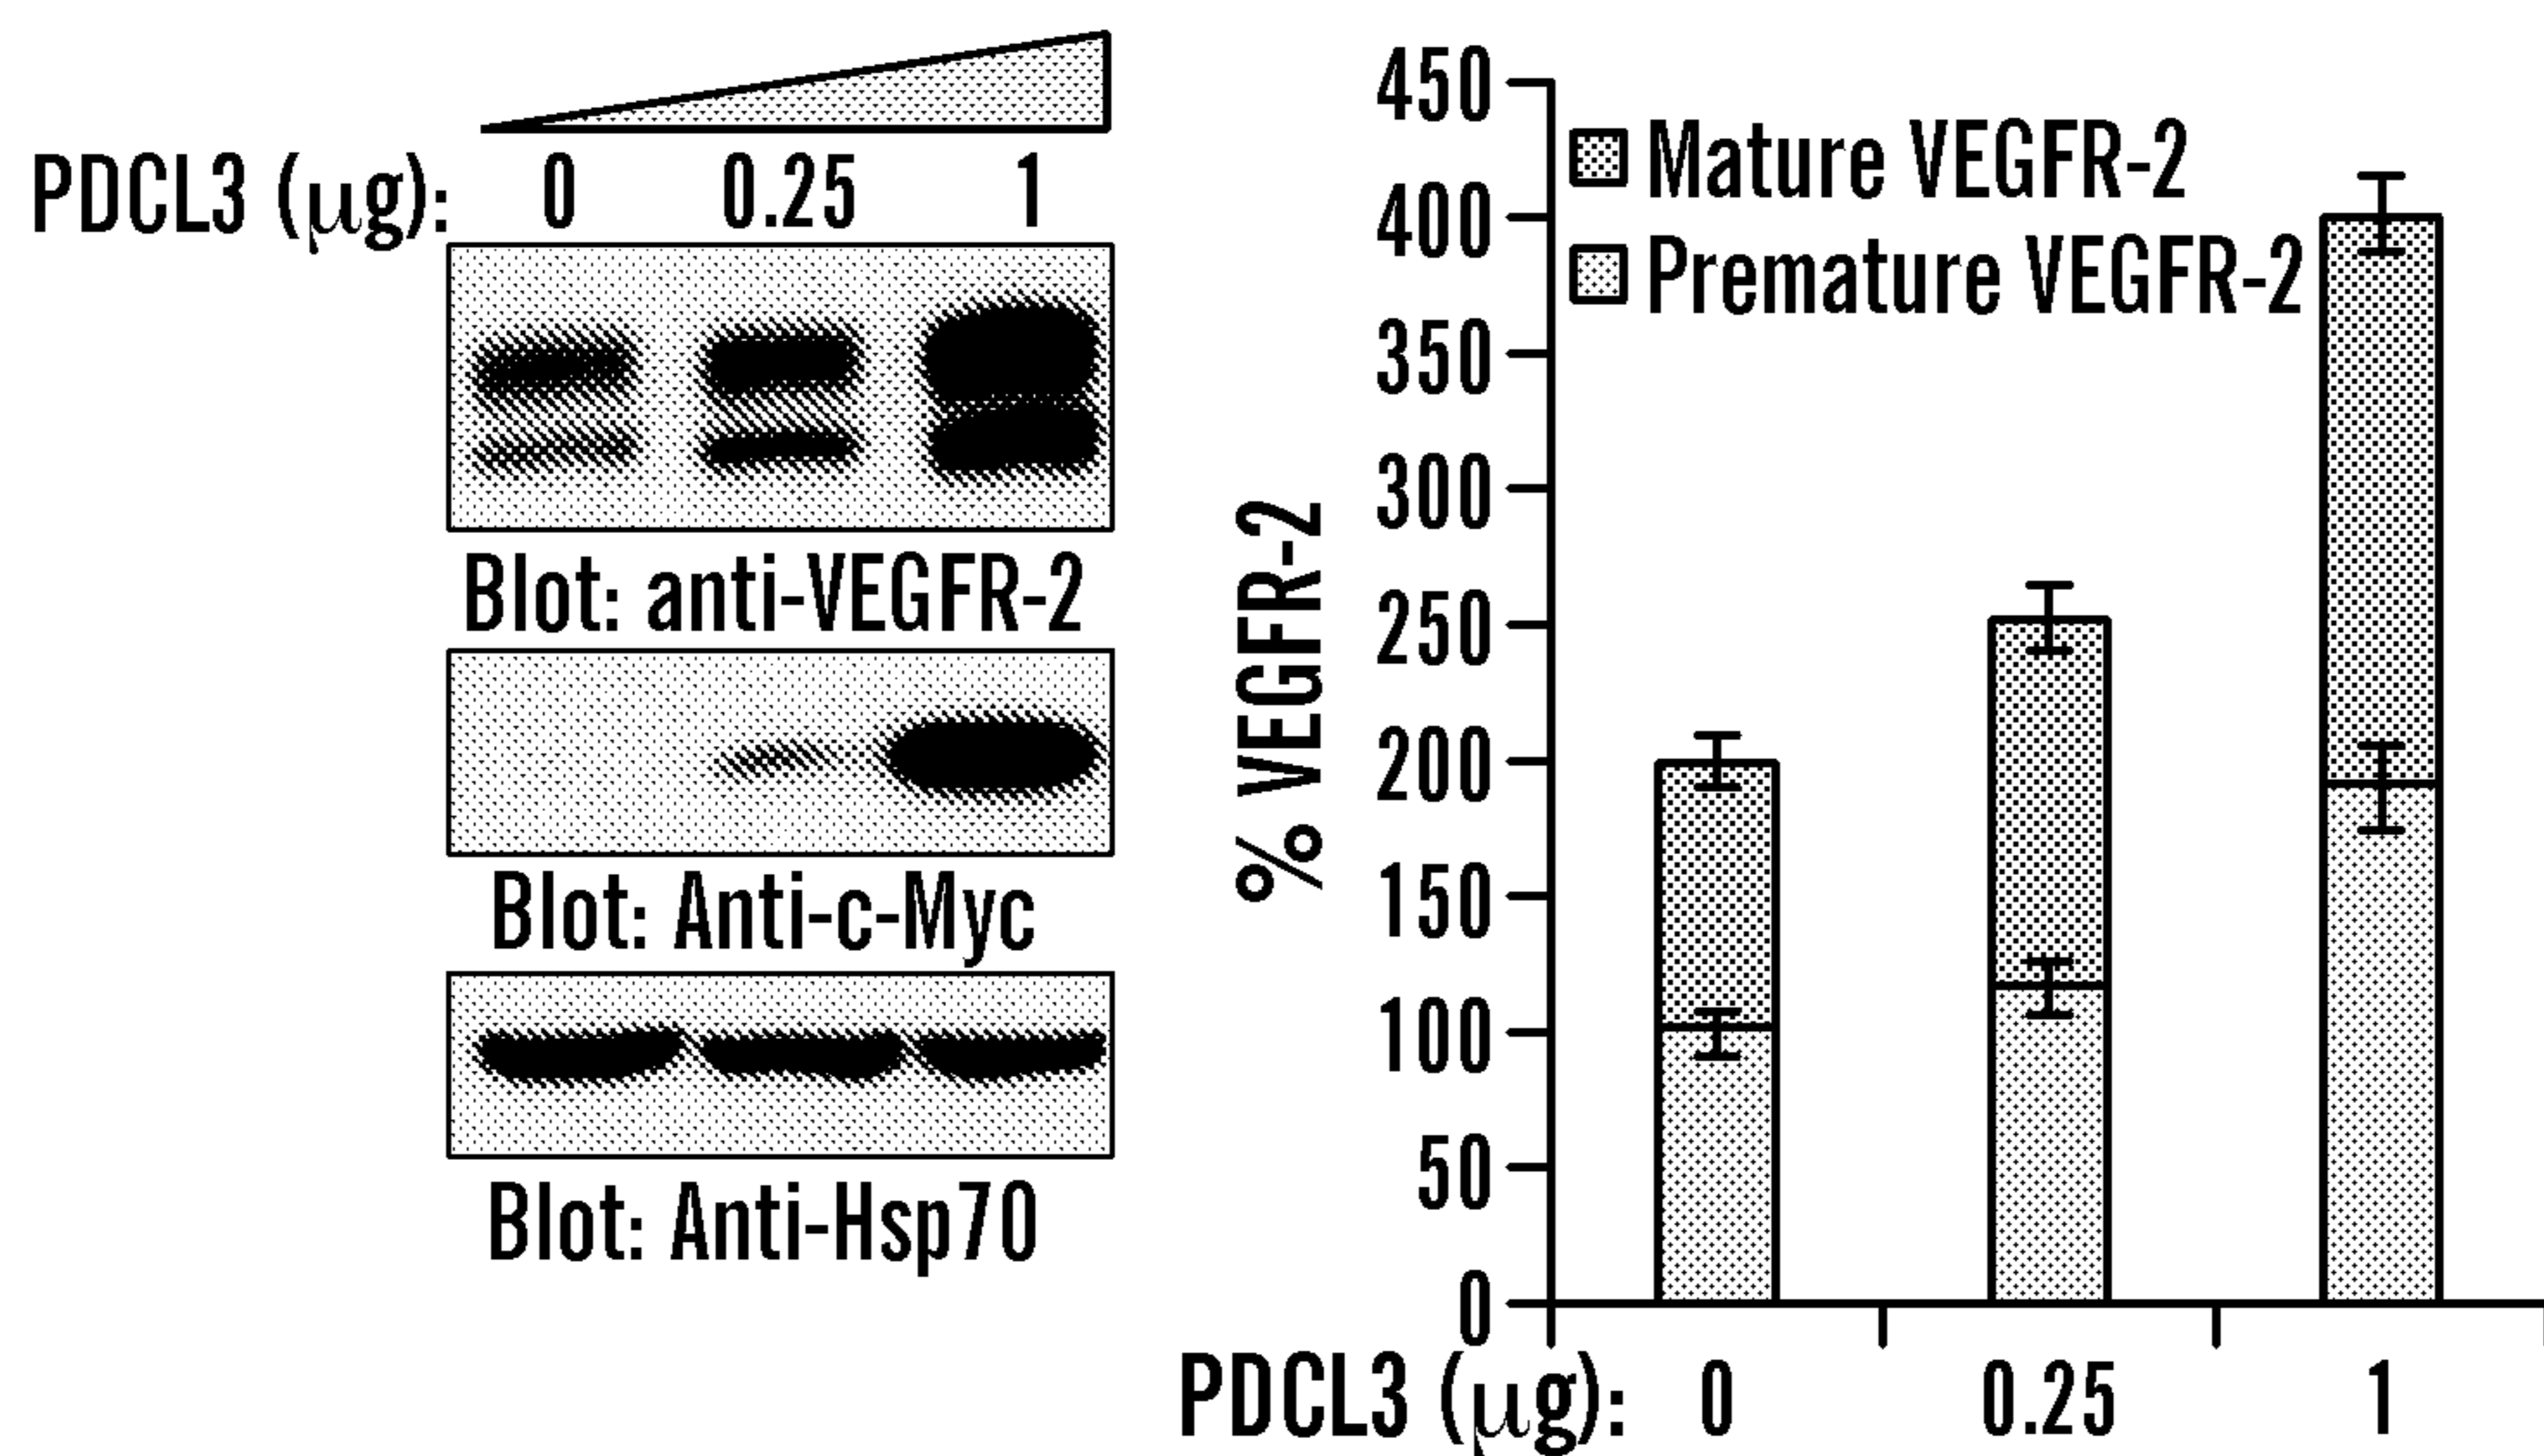 PDCL3 (μg): 0 0.25 1
Blot: anti-VEGFR-2
Blot: Anti-c-Myc
Blot: Anti-Hsp70
% VEGFR-2
450
400
350
300
250
200
150
100
50
0
Mature VEGFR-2
Premature VEGFR-2
PDCL3 (μg): 0 0.25 1